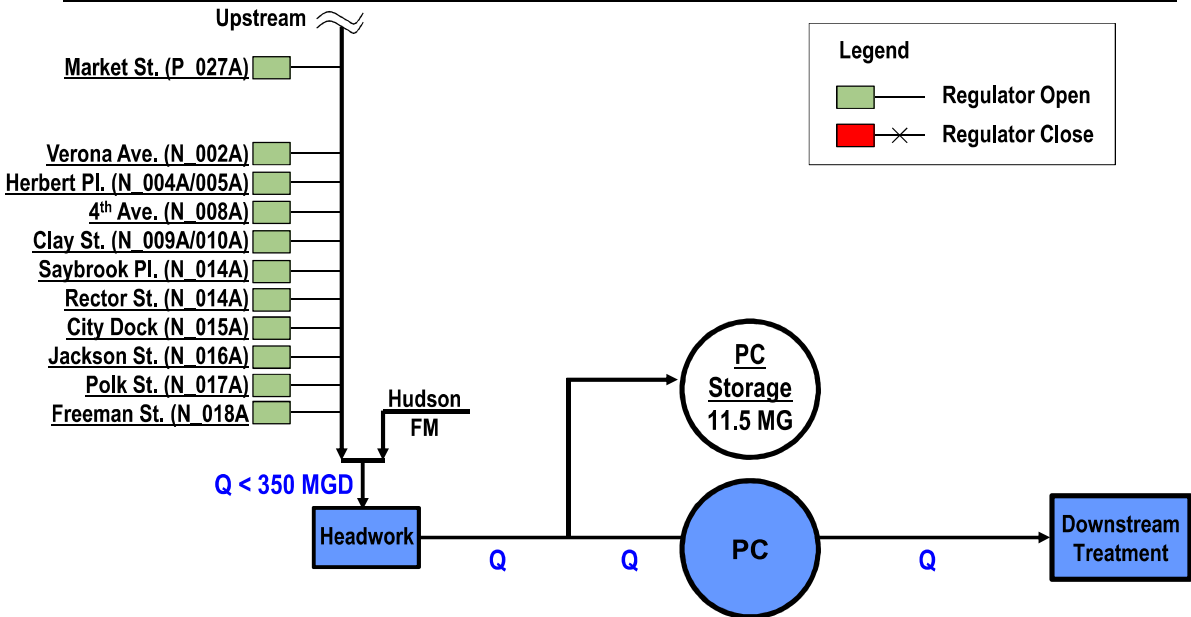 Upstream
Market St. (P_027A)
Verona Ave. (N_002A)
Herbert Pl. (N_004A/005A)
4th Ave. (N_008A)
Clay St. (N_009A/010A)
Saybrook Pl. (N_014A)
Rector St. (N_014A)
City Dock (N_015A)
Jackson St. (N_016A)
Polk St. (N_017A)
Freeman St. (N_018A
Legend
Regulator Open
Regulator Close
Hudson
FM
Q < 350 MGD
PC
Storage
11.5 MG
Headwork
Q
Q
PC
Q
Downstream
Treatment